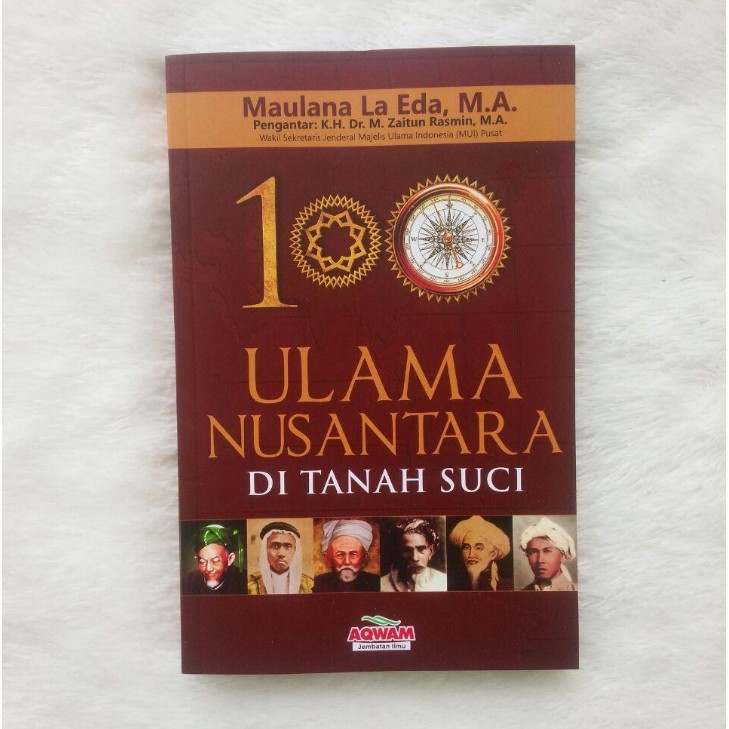 Maulana La Eda, M.A.
Pengantar: K.H. Dr. M. Zaitun Rasmin, M.A.
Wakil Sekretaris Jenderal Majelis Ulama Indonesia (MUI) Pusat
100
N
W
E
S
ULAMA
NUSANTARA
DI TANAH SUCI
AQWAM
Jembatan Ilmu